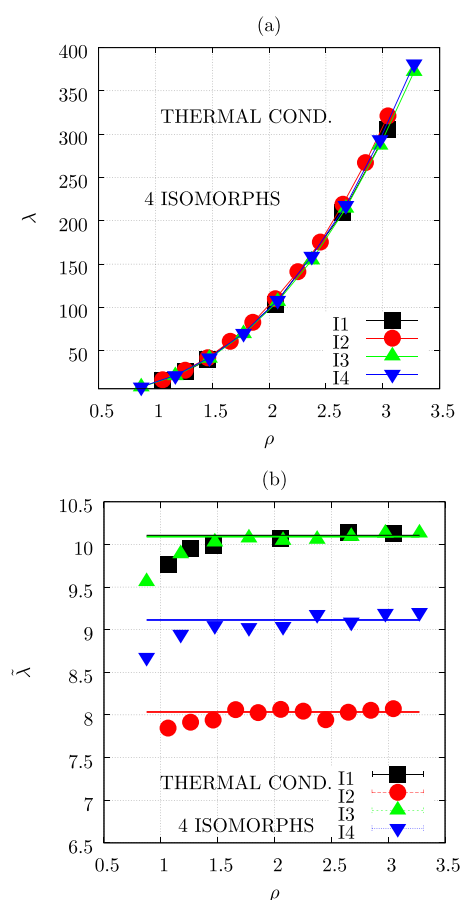 (a)
400
350
300
250
200
150
100
50
λ
THERMAL COND.
4 ISOMORPHS
I1
I2
I3
I4
0.5 1 1.5 2 2.5 3 3.5
ρ
(b)
10.5
10
9.5
9
8.5
8
7.5
7
6.5
λ̃
THERMAL COND.
4 ISOMORPHS
I1
I2
I3
I4
0.5 1 1.5 2 2.5 3 3.5
ρ